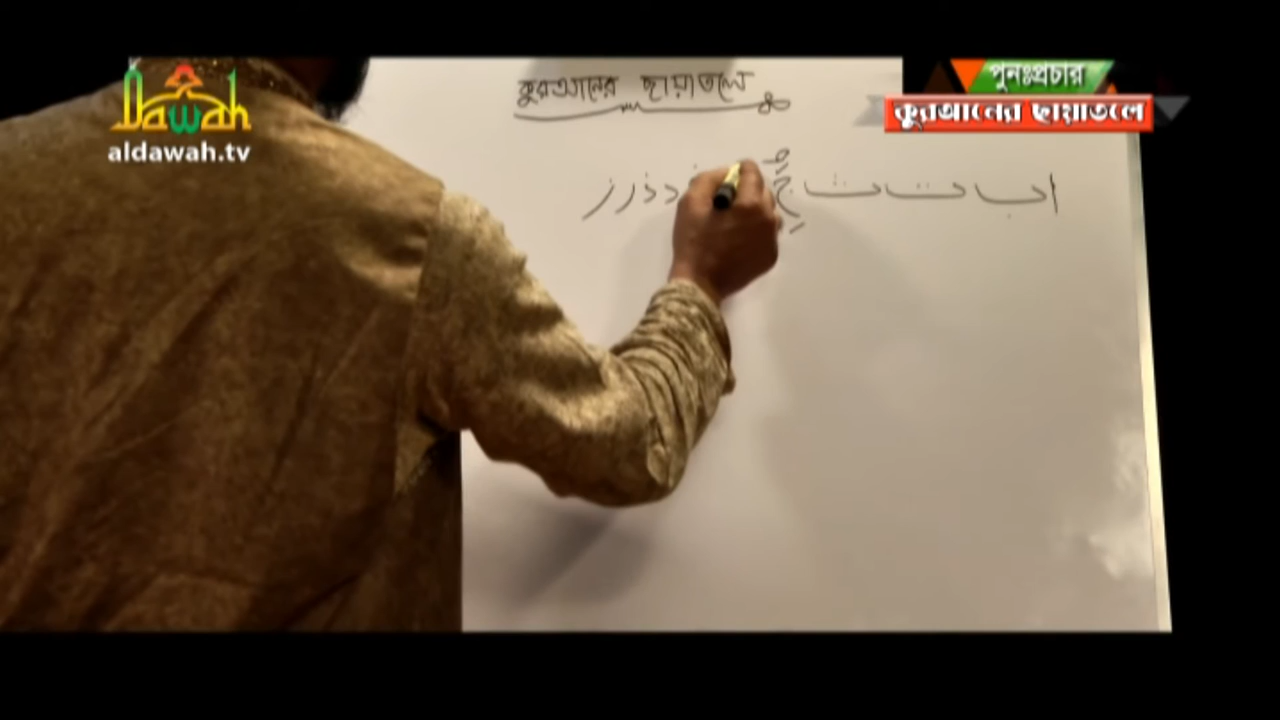 Dawah
aldawah.tv
পুনঃপ্রচার
কুরআনের ছায়াতলে
কুরআনের ছায়াতলে
ا ب ت ث ج د ذ ر ز